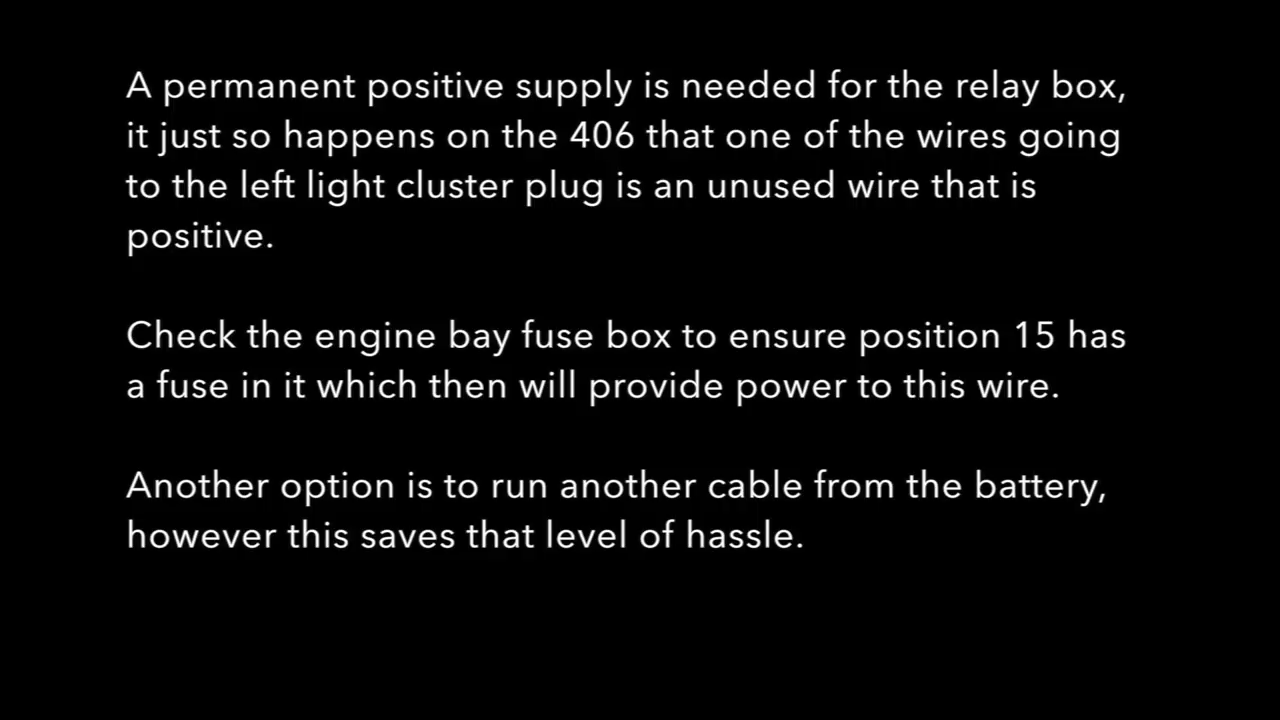 A permanent positive supply is needed for the relay box,
it just so happens on the 406 that one of the wires going
to the left light cluster plug is an unused wire that is
positive.
Check the engine bay fuse box to ensure position 15 has
a fuse in it which then will provide power to this wire.
Another option is to run another cable from the battery,
however this saves that level of hassle.